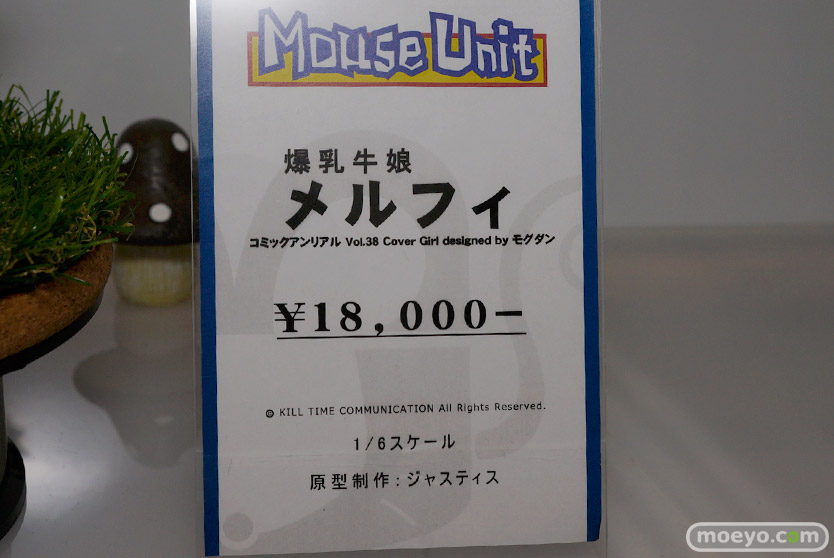 Mouse Unit
爆乳牛娘
メルフィ
コミックアンリアル Vol.38 Cover Girl designed by モグダン
¥18,000−
© KILL TIME COMMUNICATION All Rights Reserved.
1/6スケール
原型制作:ジャスティス
moeyo.com